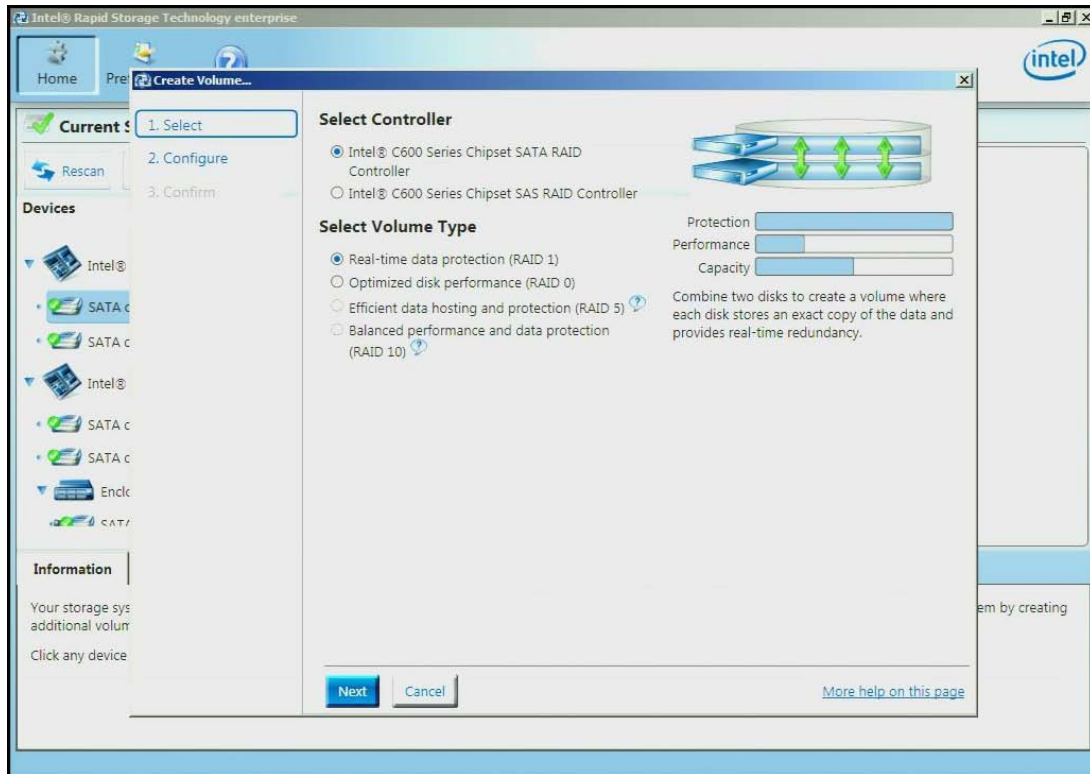 Intel® Rapid Storage Technology enterprise
Home
intel
Create Volume...
Current
Rescan
Devices
Intel®
SATA
SATA
Intel®
SATA
SATA
SATA
Information
Your storage
additional
Click any device
em by creating
1. Select
2. Configure
3. Confirm
Select Controller
Intel® C600 Series Chipset SATA RAID
Controller
Intel® C600 Series Chipset SAS RAID Controller
Select Volume Type
Real-time data protection (RAID 1)
Optimized disk performance (RAID 0)
Efficient data hosting and protection (RAID 5) ?
Balanced performance and data protection
(RAID 10) ?
Protection
Performance
Capacity
Combine two disks to create a volume where
each disk stores an exact copy of the data and
provides real-time redundancy.
Next Cancel
More help on this page